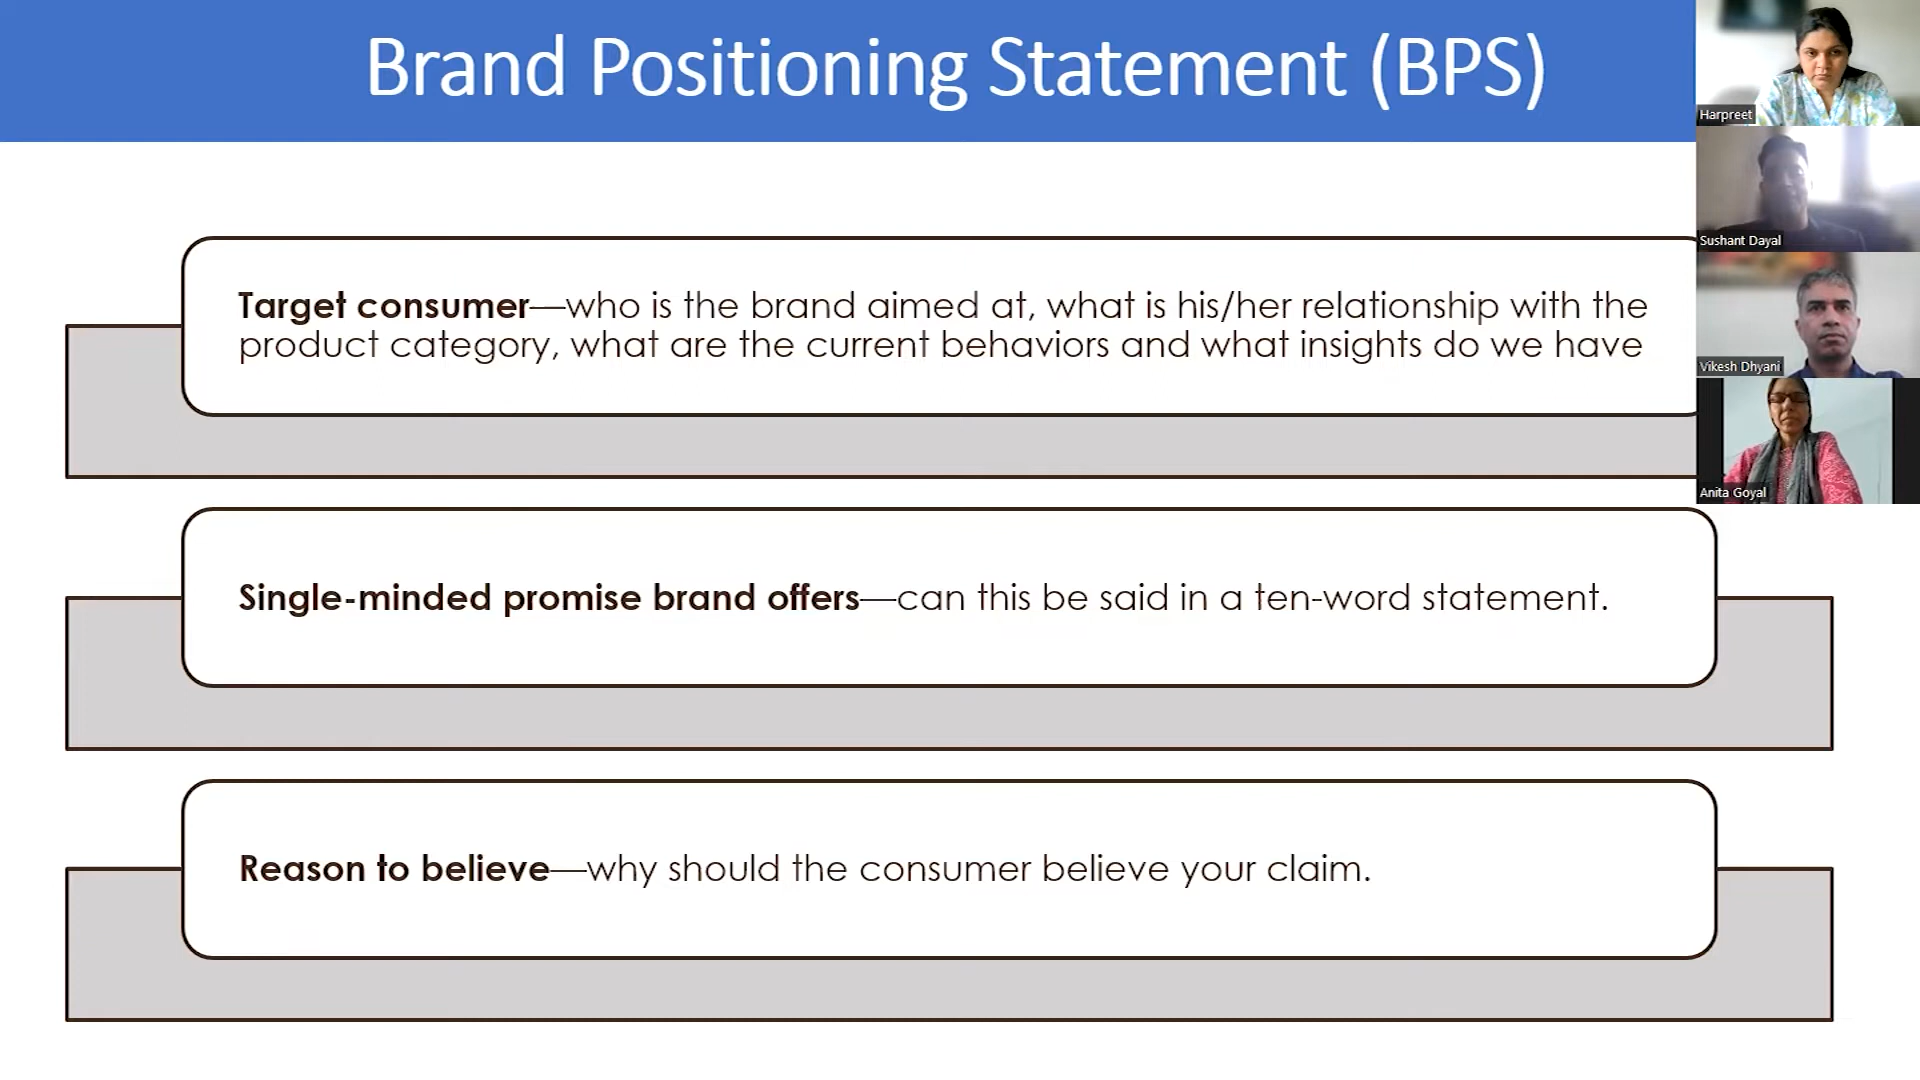 Brand Positioning Statement (BPS)
Harpreet
Sushant Dayal
Target consumer—who is the brand aimed at, what is his/her relationship with the
product category, what are the current behaviors and what insights do we have
Vikesh Dhyani
Anita Goyal
Single-minded promise brand offers—can this be said in a ten-word statement.
Reason to believe—why should the consumer believe your claim.